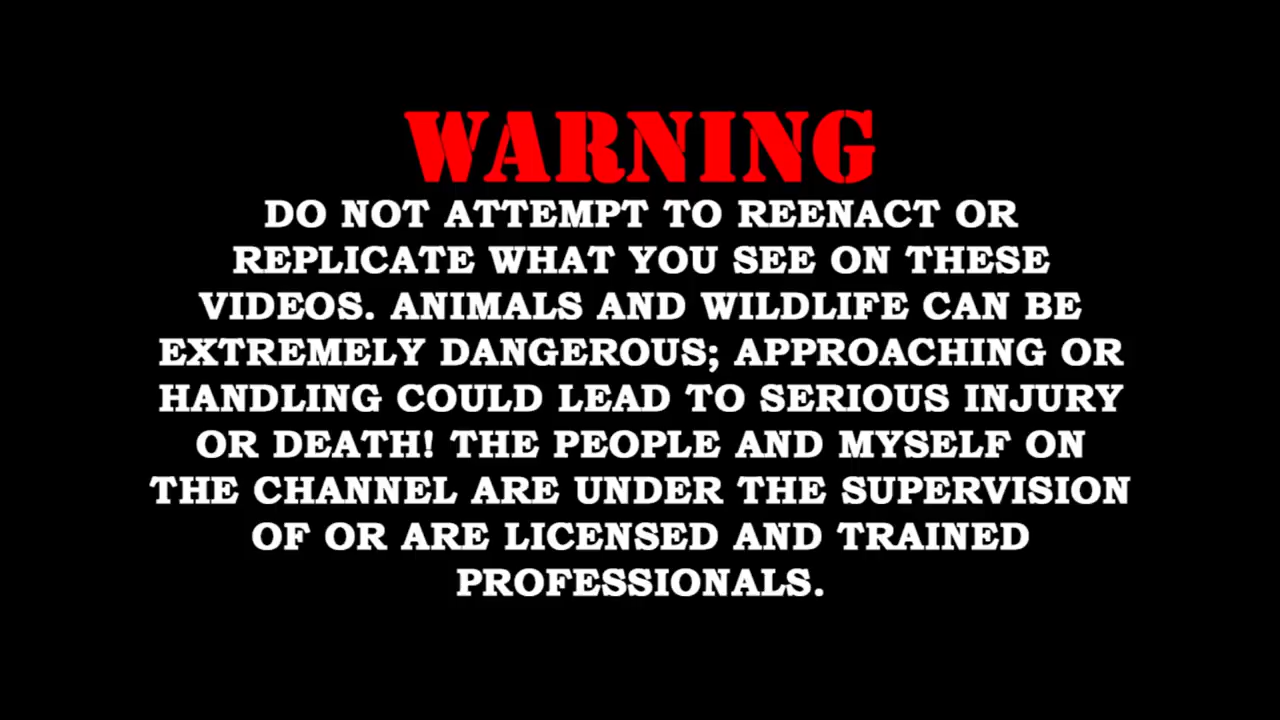 WARNING
DO NOT ATTEMPT TO REENACT OR
REPLICATE WHAT YOU SEE ON THESE
VIDEOS. ANIMALS AND WILDLIFE CAN BE
EXTREMELY DANGEROUS; APPROACHING OR
HANDLING COULD LEAD TO SERIOUS INJURY
OR DEATH! THE PEOPLE AND MYSELF ON
THE CHANNEL ARE UNDER THE SUPERVISION
OF OR ARE LICENSED AND TRAINED
PROFESSIONALS.